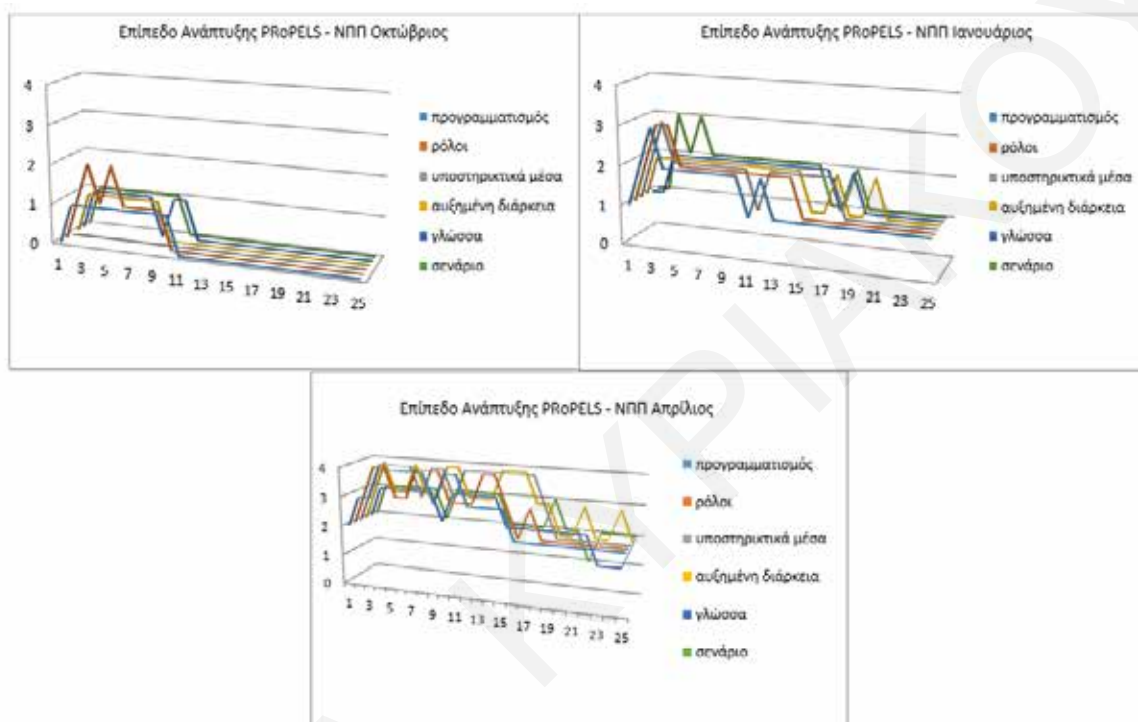 Επίπεδο Ανάπτυξης PRoPELS - ΝΠΠ Οκτώβριος
4
3
2
1
0
1 3 5 7 9 11 13 15 17 19 21 23 25
προγραμματισμός
ρόλοι
υποστηρικτικά μέσα
αυξημένη διάρκεια
γλώσσα
σενάριο
Επίπεδο Ανάπτυξης PRoPELS - ΝΠΠ Ιανουάριος
4
3
2
1
0
1 3 5 7 9 11 13 15 17 19 21 23 25
προγραμματισμός
ρόλοι
υποστηρικτικά μέσα
αυξημένη διάρκεια
γλώσσα
σενάριο
Επίπεδο Ανάπτυξης PRoPELS - ΝΠΠ Απρίλιος
4
3
2
1
0
1 3 5 7 9 11 13 15 17 19 21 23 25
προγραμματισμός
ρόλοι
υποστηρικτικά μέσα
αυξημένη διάρκεια
γλώσσα
σενάριο
ΚΥΡΙΑΚΟΥ